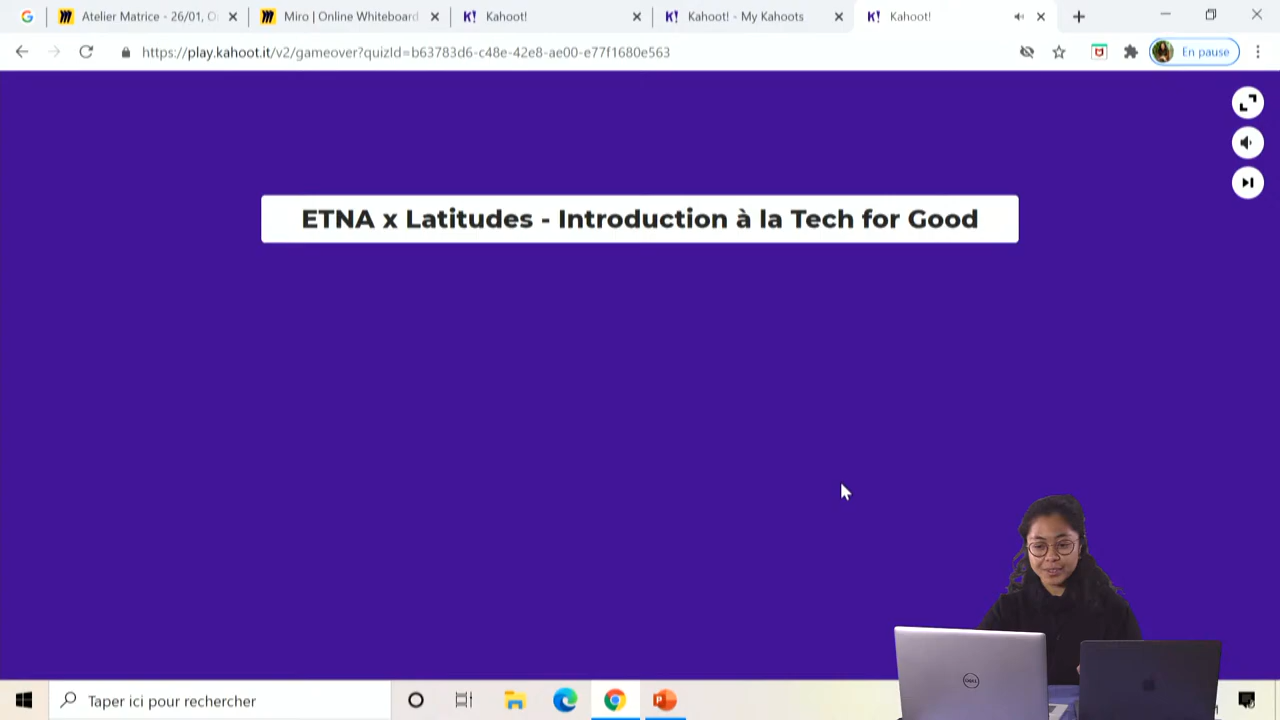 Atelier Matrice - 26/01, O
Miro | Online Whiteboard
K! Kahoot!
K! Kahoot! - My Kahoots
K! Kahoot!
https://play.kahoot.it/v2/gameover?quizId=b63783d6-c48e-42e8-ae00-e77f1680e563
En pause
ETNA x Latitudes - Introduction à la Tech for Good
DELL
Taper ici pour rechercher